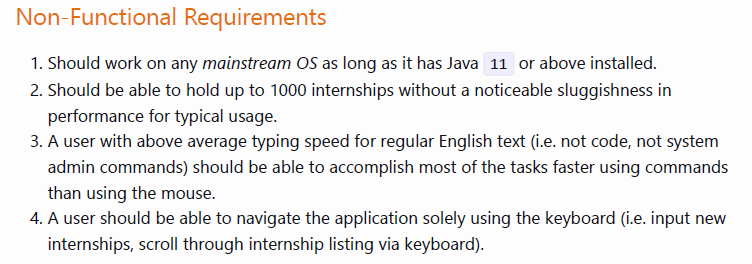 Non-Functional Requirements
1. Should work on any mainstream OS as long as it has Java 11 or above installed.
2. Should be able to hold up to 1000 internships without a noticeable sluggishness in
performance for typical usage.
3. A user with above average typing speed for regular English text (i.e. not code, not system
admin commands) should be able to accomplish most of the tasks faster using commands
than using the mouse.
4. A user should be able to navigate the application solely using the keyboard (i.e. input new
internships, scroll through internship listing via keyboard).